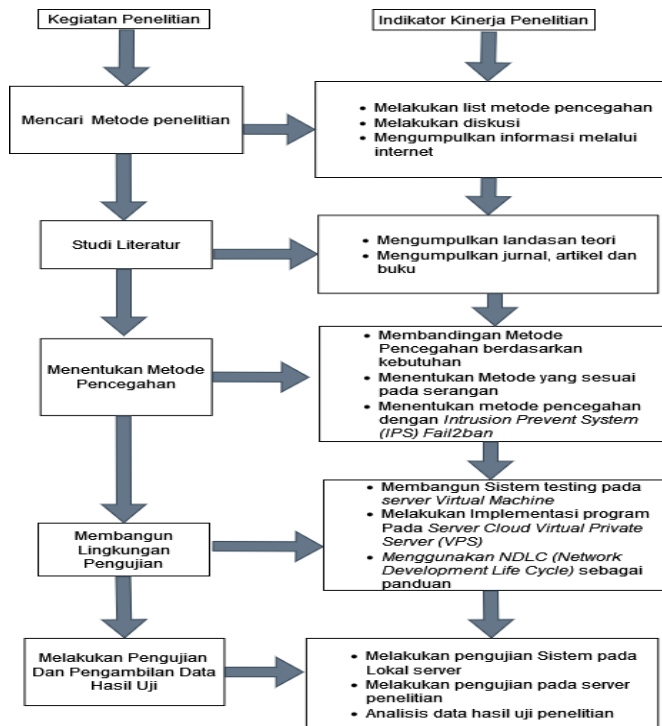 Kegiatan Penelitian
Indikator Kinerja Penelitian
Mencari Metode penelitian
• Melakukan list metode pencegahan
• Melakukan diskusi
• Mengumpulkan informasi melalui
internet
Studi Literatur
• Mengumpulkan landasan teori
• Mengumpulkan jurnal, artikel dan
buku
Menentukan Metode
Pencegahan
• Membandingan Metode
Pencegahan berdasarkan
kebutuhan
• Menentukan Metode yang sesuai
pada serangan
• Menentukan metode pencegahan
dengan Intrusion Prevent System
(IPS) Fail2ban
Membangun
Lingkungan
Pengujian
• Membangun Sistem testing pada
server Virtual Machine
• Melakukan Implementasi program
Pada Server Cloud Virtual Private
Server (VPS)
• Menggunakan NDLC (Network
Development Life Cycle) sebagai
panduan
Melakukan Pengujian
Dan Pengambilan Data
Hasil Uji
• Melakukan pengujian Sistem pada
Lokal server
• Melakukan pengujian pada server
penelitian
• Analisis data hasil uji penelitian